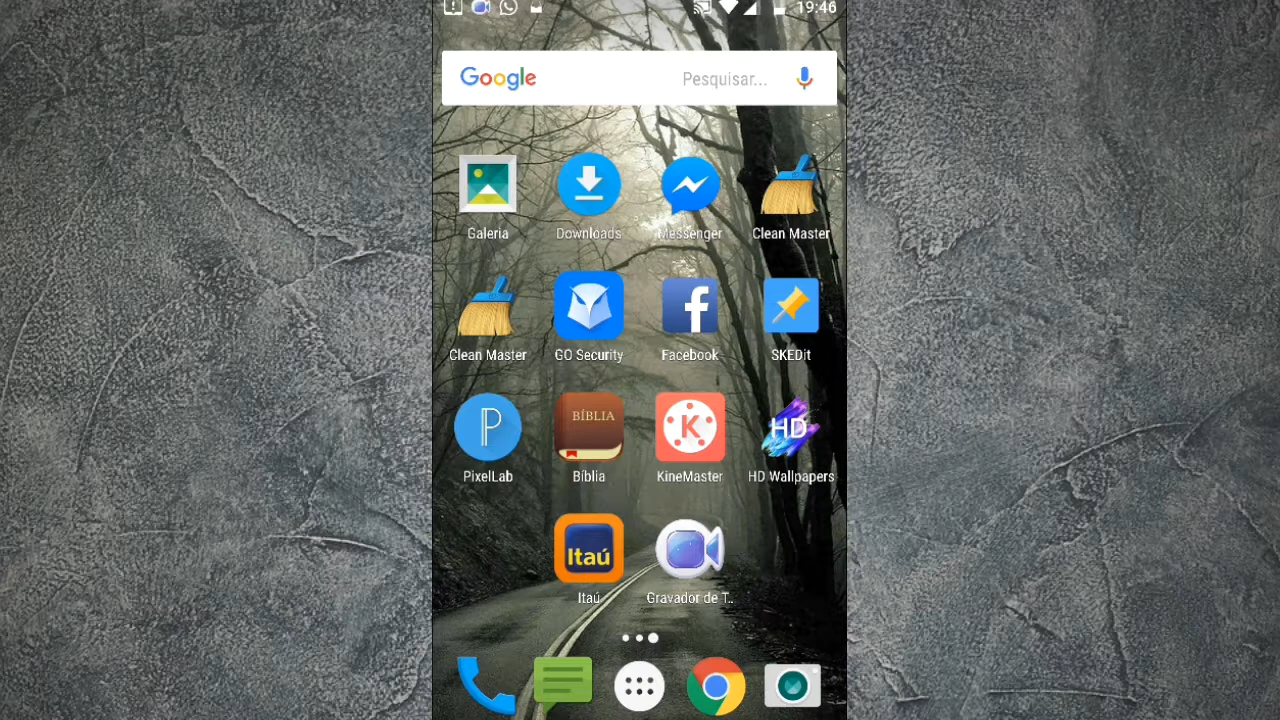 19:46
Google Pesquisar...
Galeria Downloads Messenger Clean Master
Clean Master GO Security Facebook SKEDit
BÍBLIA K HD
PixelLab Bíblia KineMaster HD Wallpapers
Itaú
Itaú Gravador de T..